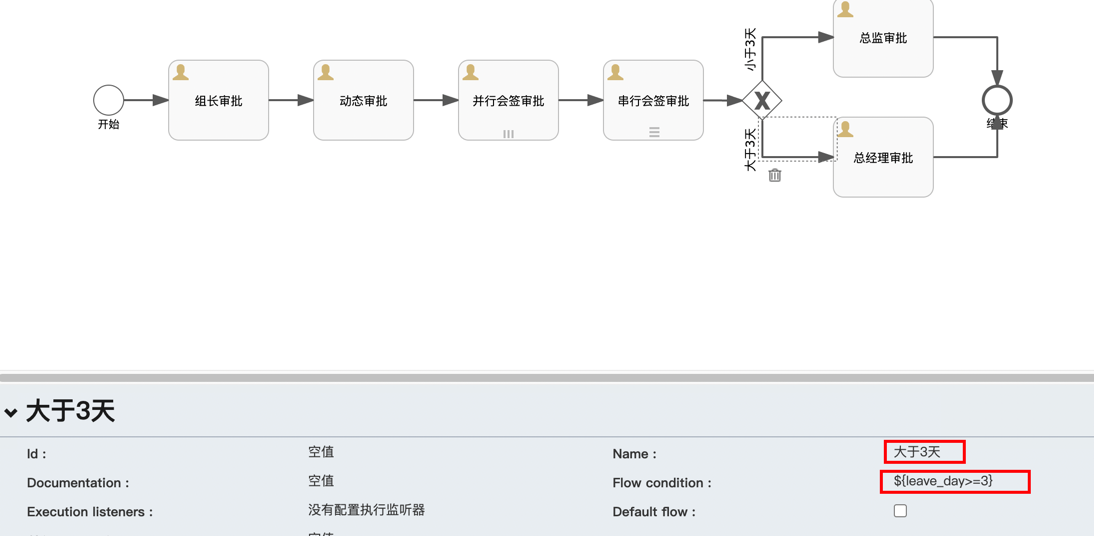 小于3天
总监审批
组长审批
动态审批
并行会签审批
串行会签审批
开始
结束
大于3天
总经理审批
大于3天
Id :
空值
Name :
大于3天
Documentation :
空值
Flow condition :
${leave_day>=3}
Execution listeners :
没有配置执行监听器
Default flow :